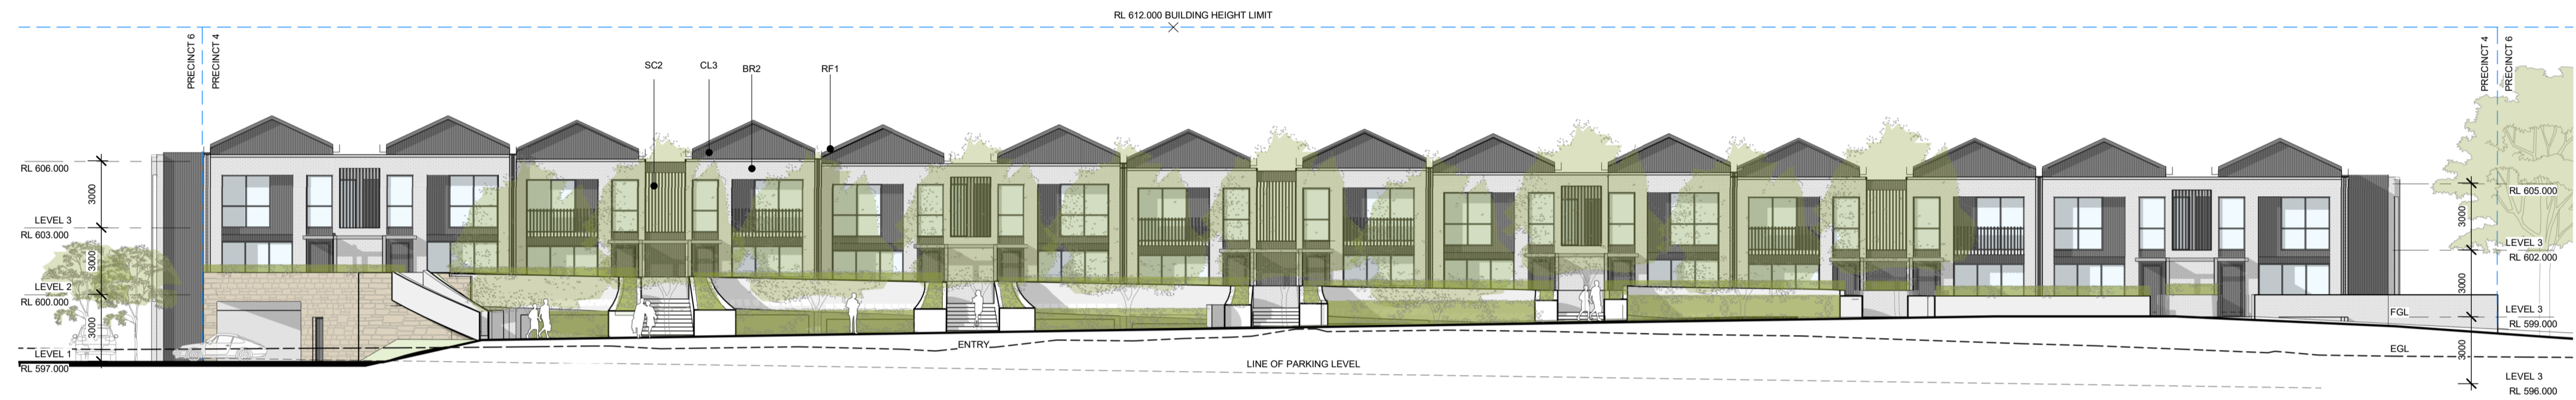 RL 612.000 BUILDING HEIGHT LIMIT
PRECINCT 6
PRECINCT 4
SC2
CL3
BR2
RF1
PRECINCT 4
PRECINCT 6
RL 606.000
3000
LEVEL 3
RL 603.000
3000
LEVEL 2
RL 600.000
3000
LEVEL 1
RL 597.000
ENTRY
LINE OF PARKING LEVEL
RL 605.000
3000
LEVEL 3
RL 602.000
3000
LEVEL 3
RL 599.000
FGL
3000
EGL
LEVEL 3
RL 596.000